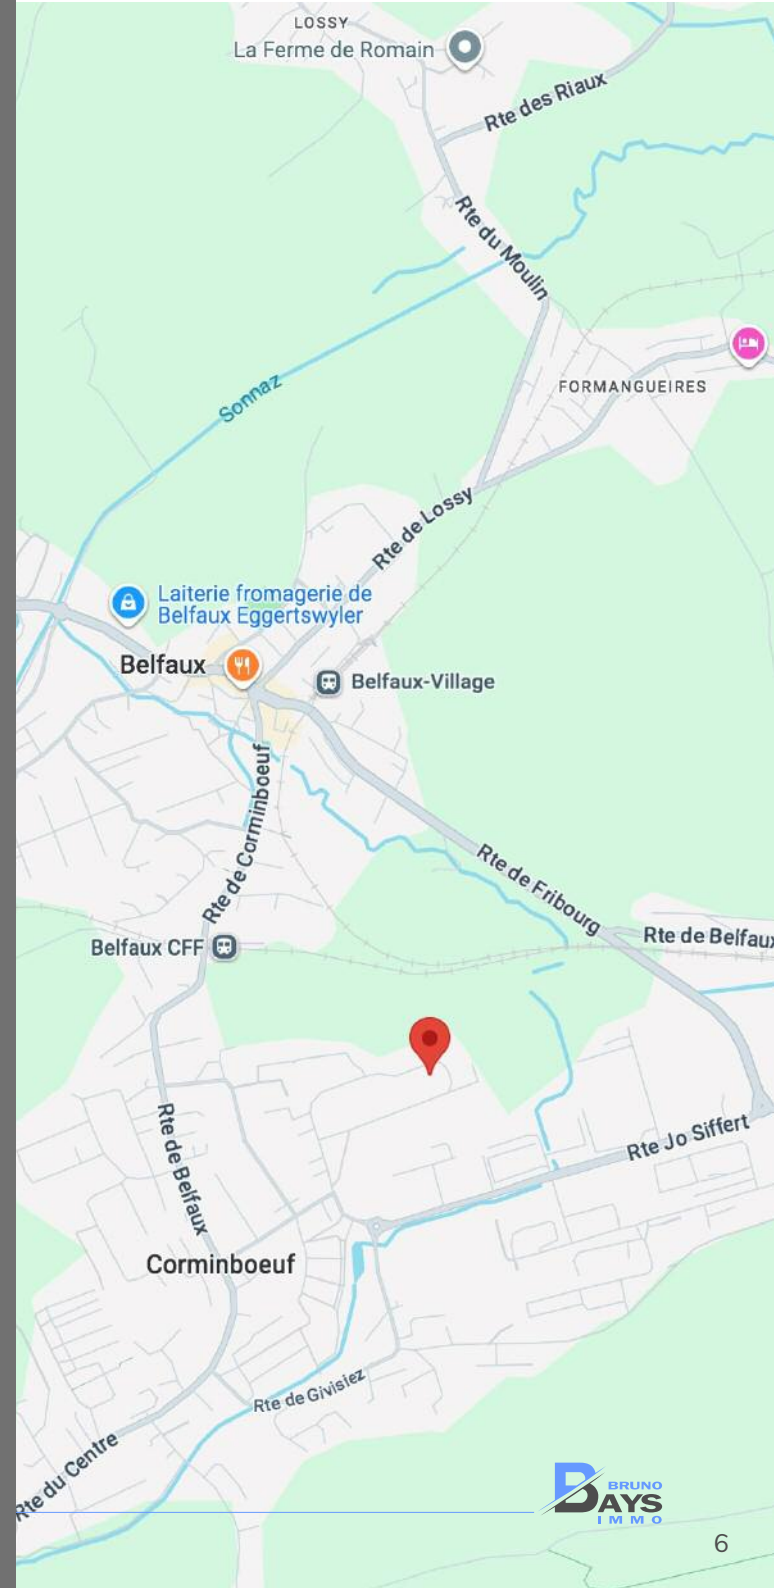 LOSSY
La Ferme de Romain
Rte des Riaux
Rte du Moulin
FORMANGUEIRES
Sonnaz
Rte de Lossy
Laiterie fromagerie de
Belfaux Eggertswyler
Belfaux
Belfaux-Village
Rte de Corminboeuf
Rte de Fribourg
Rte de Belfaux
Belfaux CFF
Rte de Belfaux
Rte Jo Siffert
Corminboeuf
Rte de Givisiez
Rte du Centre
BRUNO
BAYS
IMMO
6